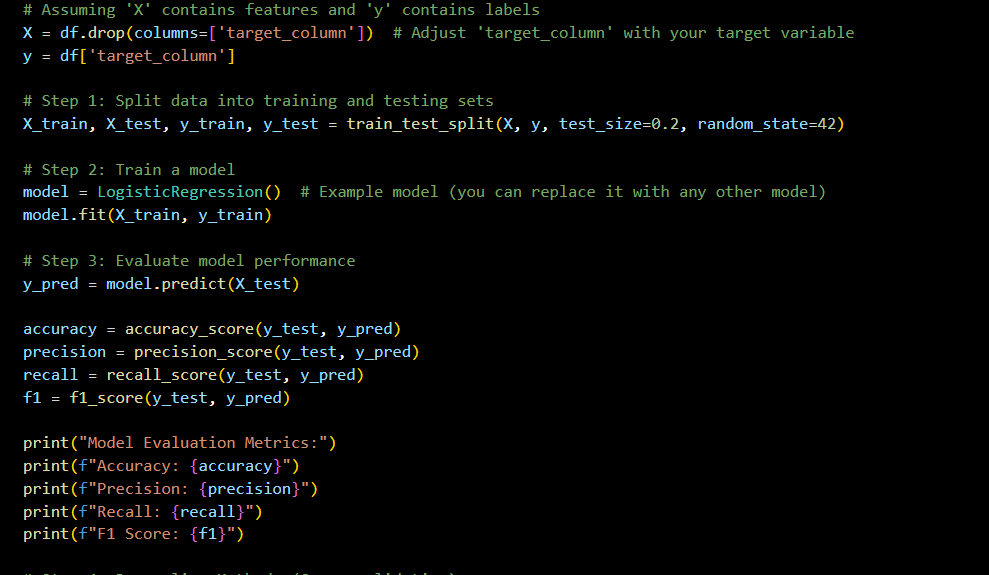 # Assuming 'X' contains features and 'y' contains labels
X = df.drop(columns=['target_column'])  # Adjust 'target_column' with your target variable
y = df['target_column']
# Step 1: Split data into training and testing sets
X_train, X_test, y_train, y_test = train_test_split(X, y, test_size=0.2, random_state=42)
# Step 2: Train a model
model = LogisticRegression()  # Example model (you can replace it with any other model)
model.fit(X_train, y_train)
# Step 3: Evaluate model performance
y_pred = model.predict(X_test)
accuracy = accuracy_score(y_test, y_pred)
precision = precision_score(y_test, y_pred)
recall = recall_score(y_test, y_pred)
f1 = f1_score(y_test, y_pred)
print("Model Evaluation Metrics:")
print(f"Accuracy: {accuracy}")
print(f"Precision: {precision}")
print(f"Recall: {recall}")
print(f"F1 Score: {f1}")